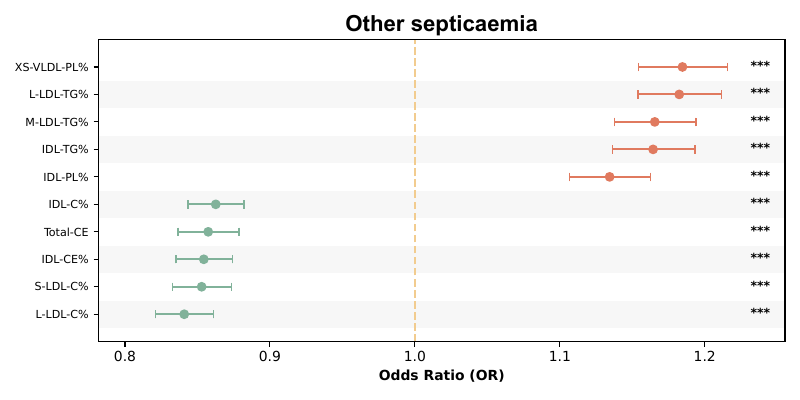 Other septicaemia
XS-VLDL-PL% ***
L-LDL-TG% ***
M-LDL-TG% ***
IDL-TG% ***
IDL-PL% ***
IDL-C% ***
Total-CE ***
IDL-CE% ***
S-LDL-C% ***
L-LDL-C% ***
0.8 0.9 1.0 1.1 1.2
Odds Ratio (OR)